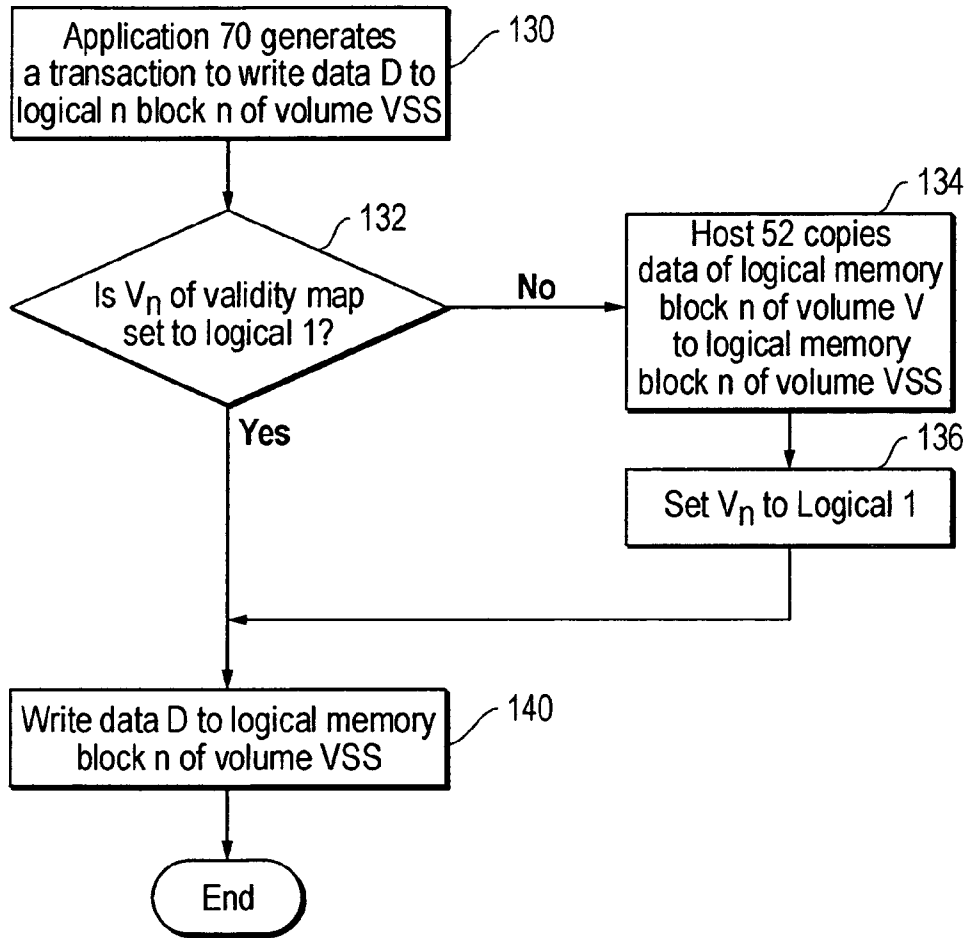 Application 70 generates
a transaction to write data D to
logical n block n of volume VSS
130
132
Is Vn of validity map
set to logical 1?
No
134
Host 52 copies
data of logical memory
block n of volume V
to logical memory
block n of volume VSS
Yes
136
Set Vn to Logical 1
Write data D to logical memory
block n of volume VSS
140
End